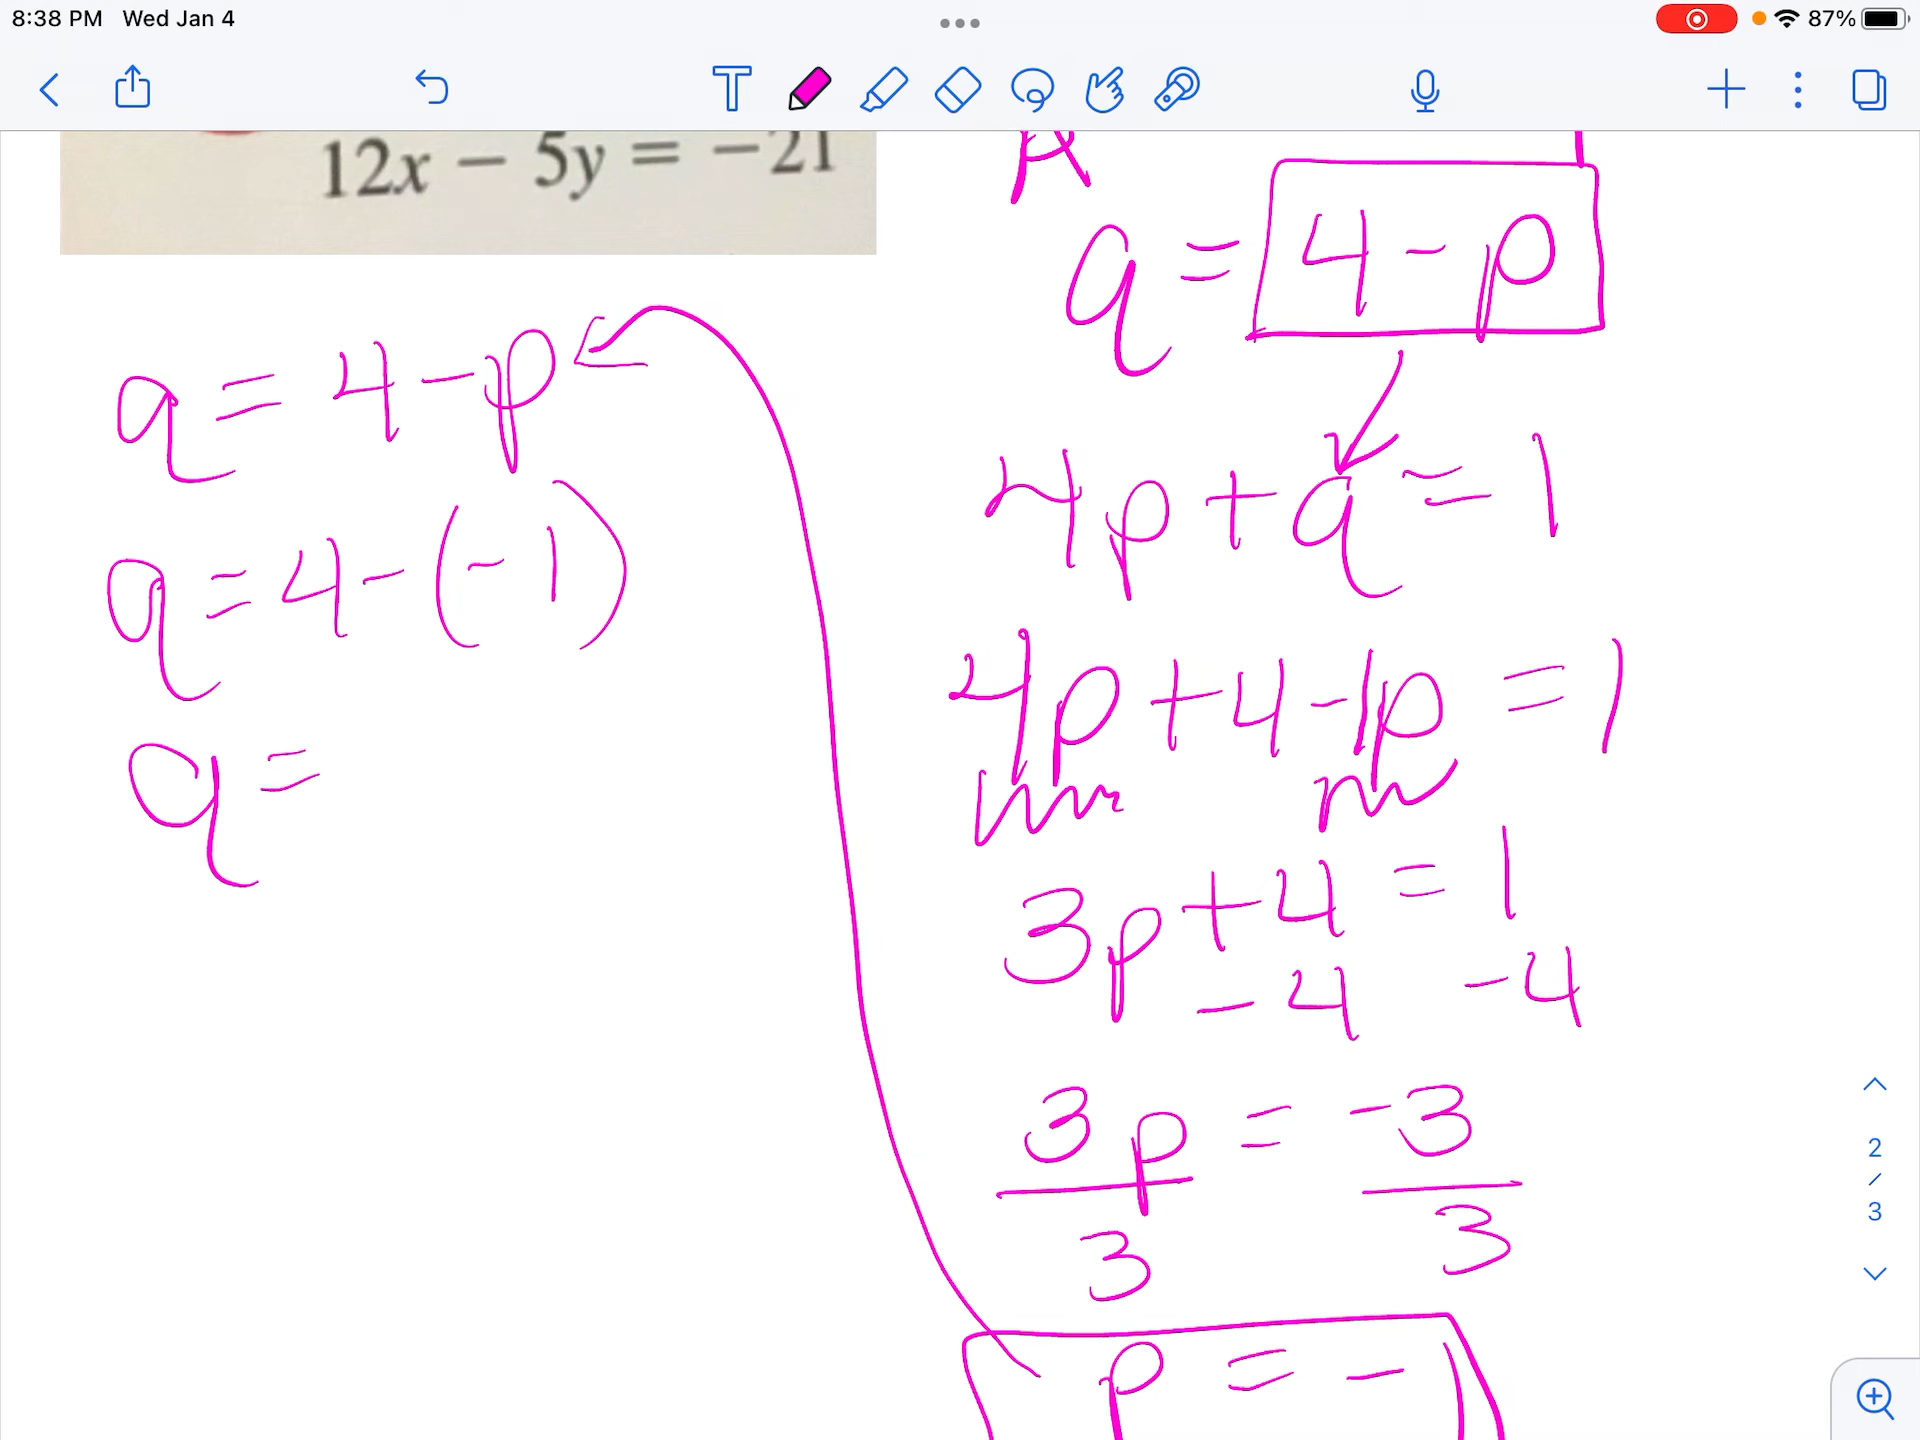 8:38 PM Wed Jan 4
87%
T
12x − 5y = −21
q = 4 - p
q = 4 - (-1)
q =
A
q = 4 - p
4p + q = 1
4p + 4 - 1p = 1
3p + 4 = 1
- 4 - 4
3p = -3
3 3
p = -1
2
/
3